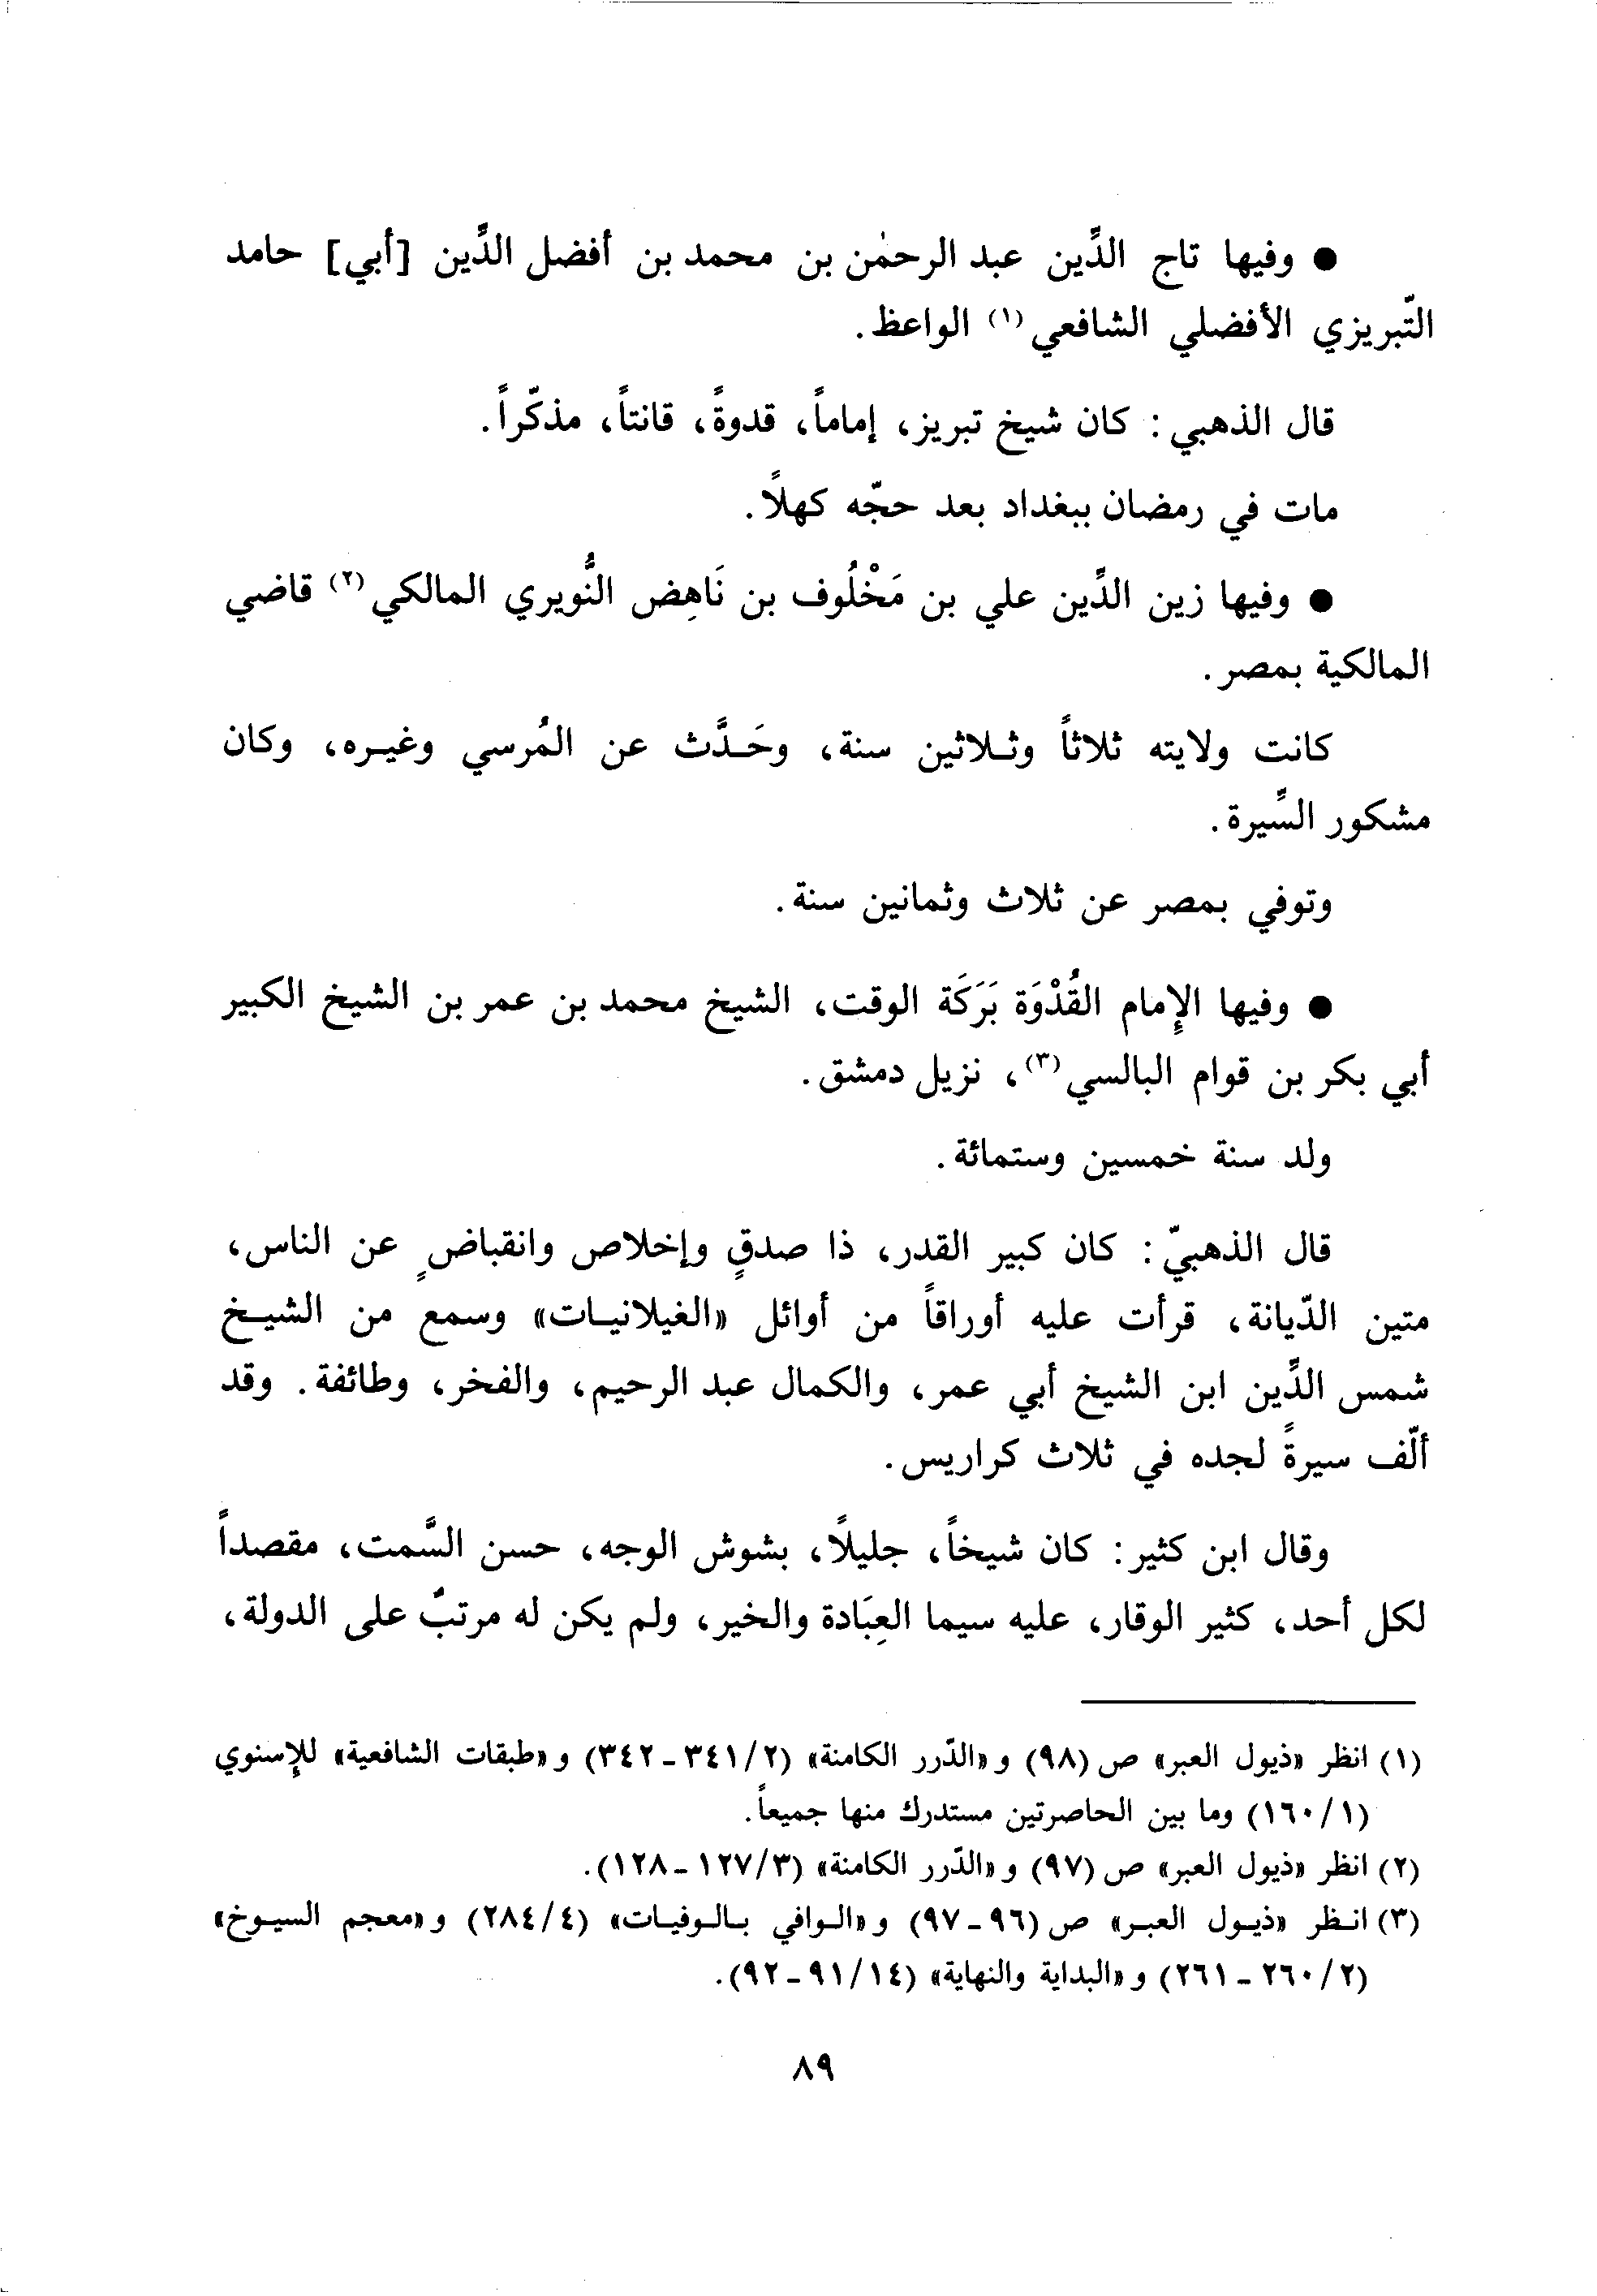 ● وفيها تاج الدِّين عبد الرحمٰن بن محمد بن أفضل الدِّين [أبي] حامد
التّبريزي الأفضلي الشافعي (١) الواعظ.
قال الذهبي: كان شيخ تبريز، إماماً، قدوةً، قانتاً، مذكّراً.
مات في رمضان ببغداد بعد حجّه كهلاً.
● وفيها زين الدِّين علي بن مَخْلُوف بن نَاهِض النُّويري المالكي (٢) قاضي
المالكية بمصر.
كانت ولايته ثلاثاً وثلاثين سنة، وحَدَّث عن المُرسي وغيره، وكان
مشكور السِّيرة.
وتوفي بمصر عن ثلاث وثمانين سنة.
● وفيها الإِمام القُدْوَة بَرَكَة الوقت، الشيخ محمد بن عمر بن الشيخ الكبير
أبي بكر بن قوام البالسي (٣)، نزيل دمشق.
ولد سنة خمسين وستمائة.
قال الذهبيّ: كان كبير القدر، ذا صدقٍ وإخلاص وانقباضٍ عن الناس،
متين الدّيانة، قرأت عليه أوراقاً من أوائل «الغيلانيات» وسمع من الشيخ
شمس الدِّين ابن الشيخ أبي عمر، والكمال عبد الرحيم، والفخر، وطائفة. وقد
ألّف سيرةً لجده في ثلاث كراريس.
وقال ابن كثير: كان شيخاً، جليلاً، بشوش الوجه، حسن السَّمت، مقصداً
لكل أحد، كثير الوقار، عليه سيما العِبَادة والخير، ولم يكن له مرتبٌ على الدولة،
(١) انظر «ذيول العبر» ص (٩٨) و «الدّرر الكامنة» (٢/ ٣٤١ - ٣٤٢) و «طبقات الشافعية» للإِسنوي
(١/ ١٦٠) وما بين الحاصرتين مستدرك منها جميعاً.
(٢) انظر «ذيول العبر» ص (٩٧) و «الدّرر الكامنة» (٣/ ١٢٧ - ١٢٨).
(٣) انظر «ذيول العبر» ص (٩٦ - ٩٧) و «الوافي بالوفيات» (٤/ ٢٨٤) و «معجم السيوخ»
(٢/ ٢٦٠ - ٢٦١) و «البداية والنهاية» (١٤/ ٩١ - ٩٢).
٨٩